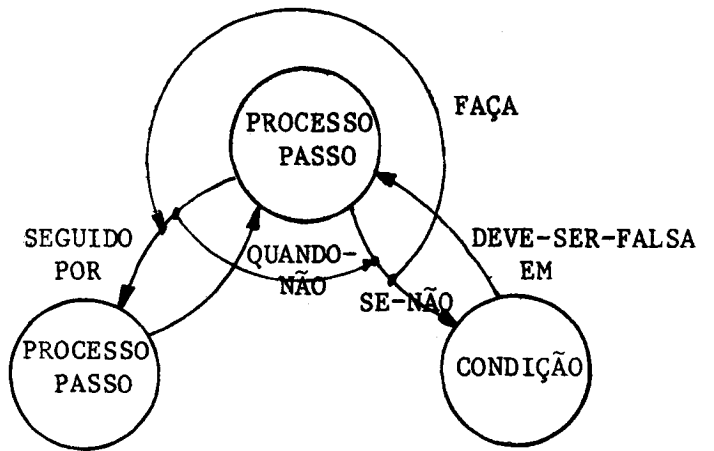 PROCESSO
PASSO
FAÇA
SEGUIDO
POR
QUANDO-
NÃO
DEVE-SER-FALSA
EM
SE-NÃO
PROCESSO
PASSO
CONDIÇÃO